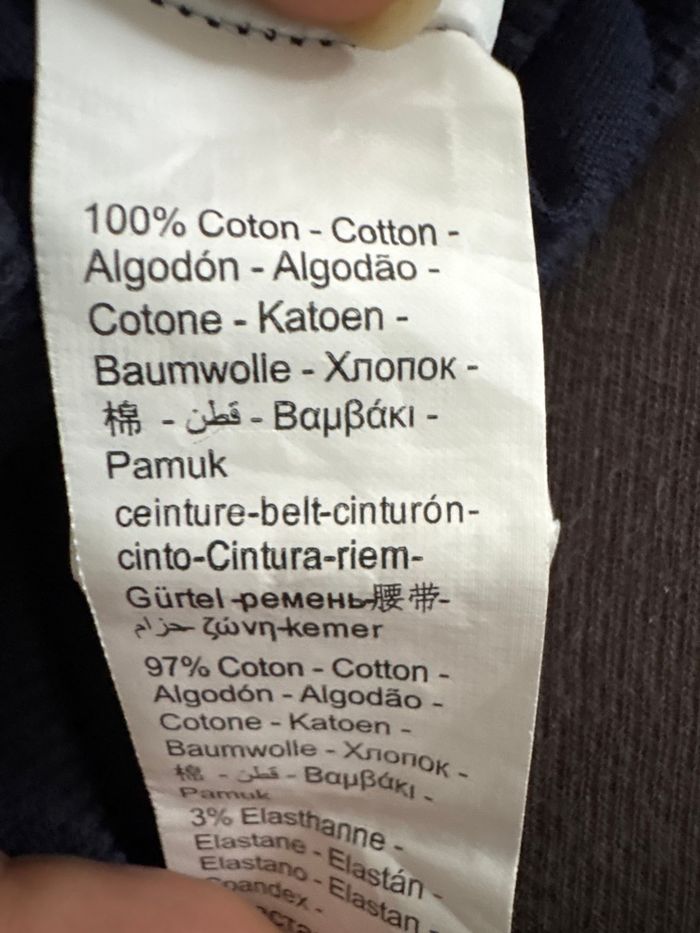 100% Coton - Cotton -
Algodón - Algodão -
Cotone - Katoen -
Baumwolle - Хлопок -
棉 - قطن - Βαμβάκι -
Pamuk
ceinture-belt-cinturón-
cinto-Cintura-riem-
Gürtel-ремень-腰带-
حزام-ζώνη-kemer
97% Coton - Cotton -
Algodón - Algodão -
Cotone - Katoen -
Baumwolle - Хлопок -
棉 - قطن - Βαμβάκι -
Pamuk
3% Elasthanne -
Elastane - Elastán -
Elastano - Elastan -
Spandex -